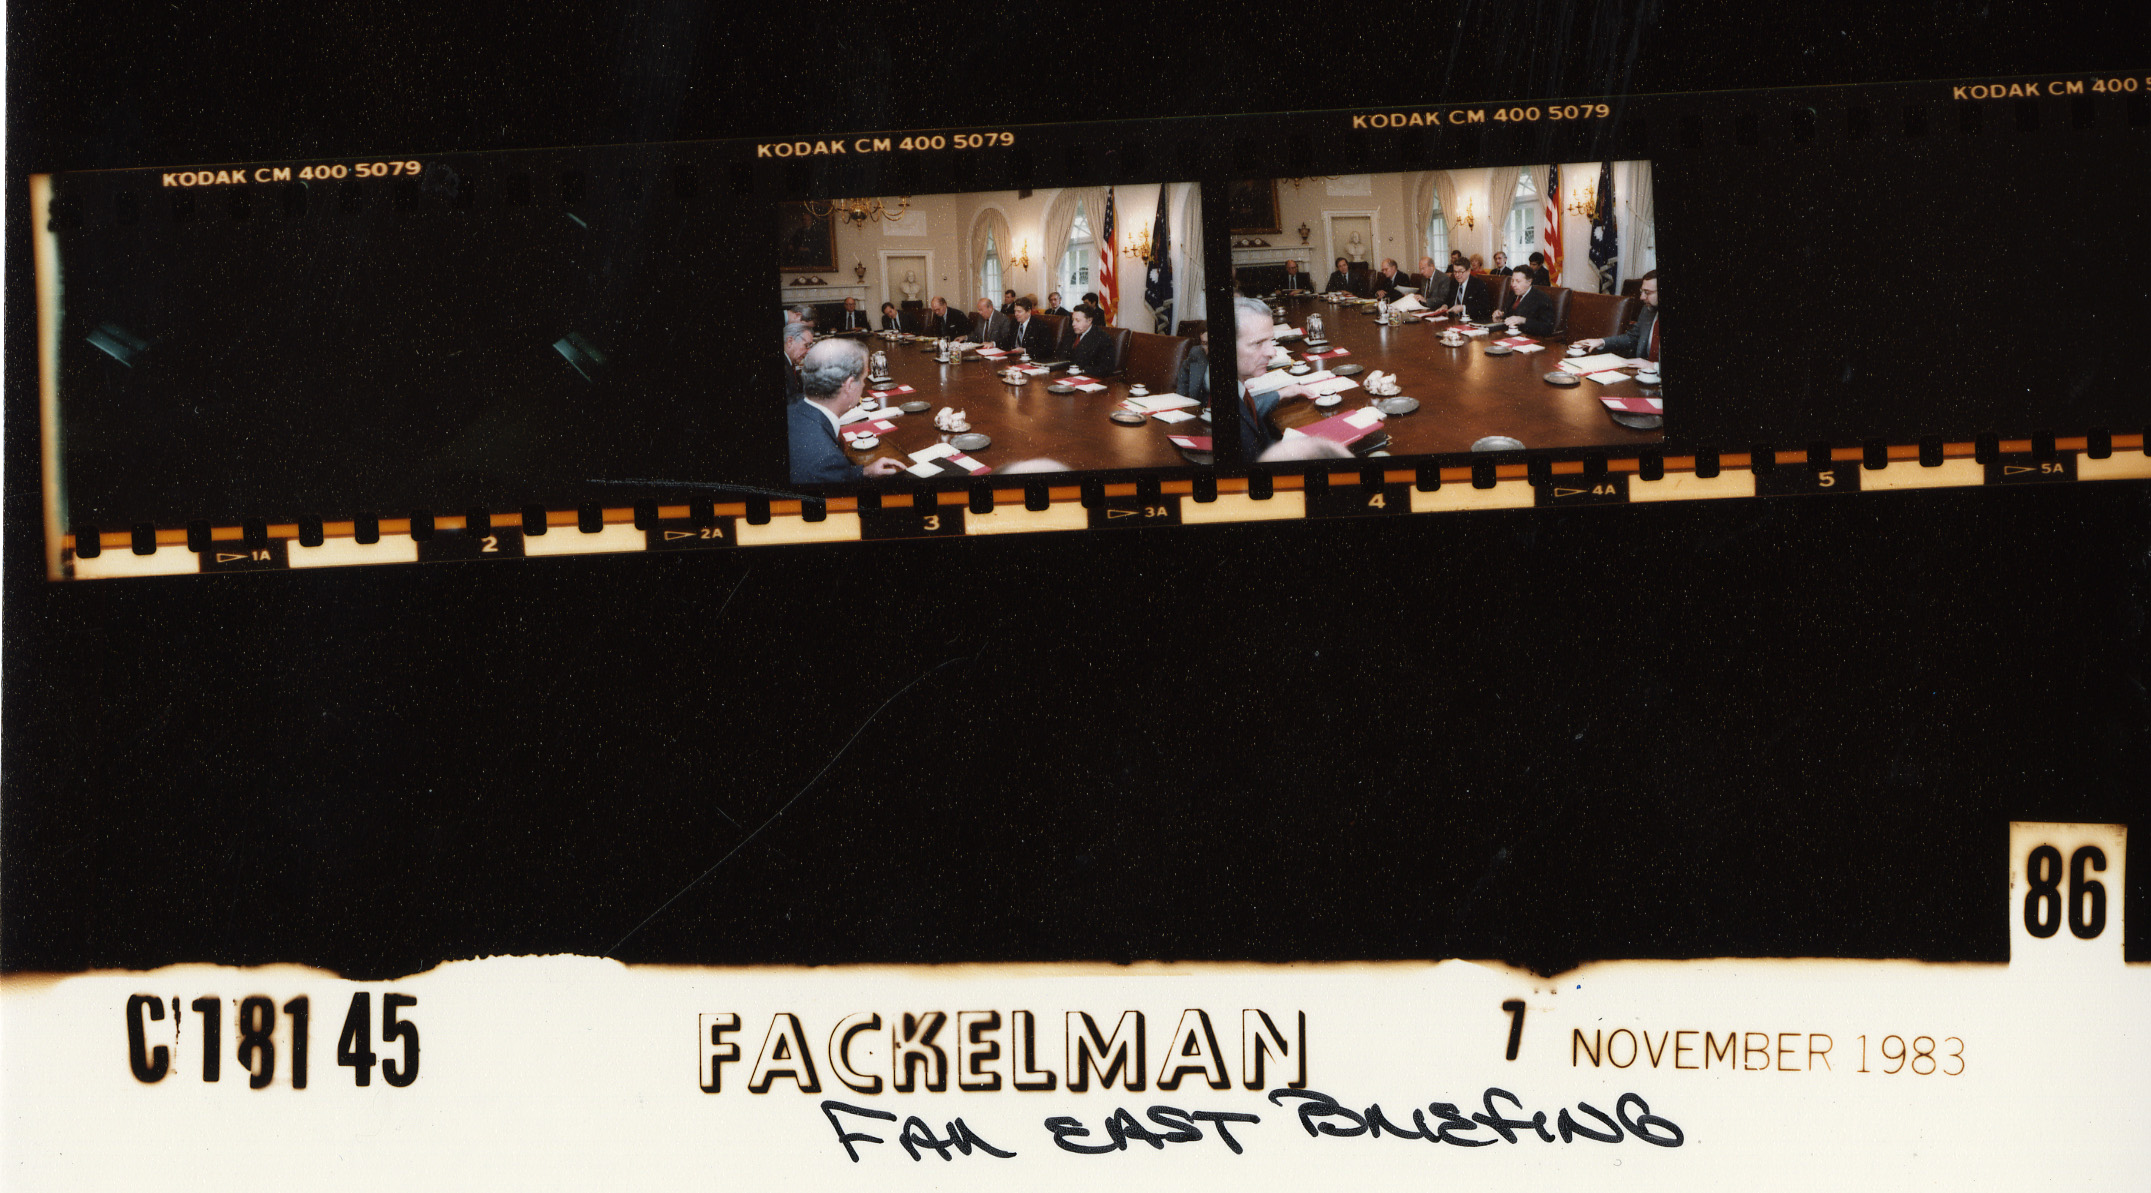 KODAK CM 400 5079
KODAK CM 400 5079
KODAK CM 400 5079
KODAK CM 400 5
1A 2 2A 3 3A 4 4A 5 5A
86
C18145 FACKELMAN 7 NOVEMBER 1983
FAR EAST BRIEFING